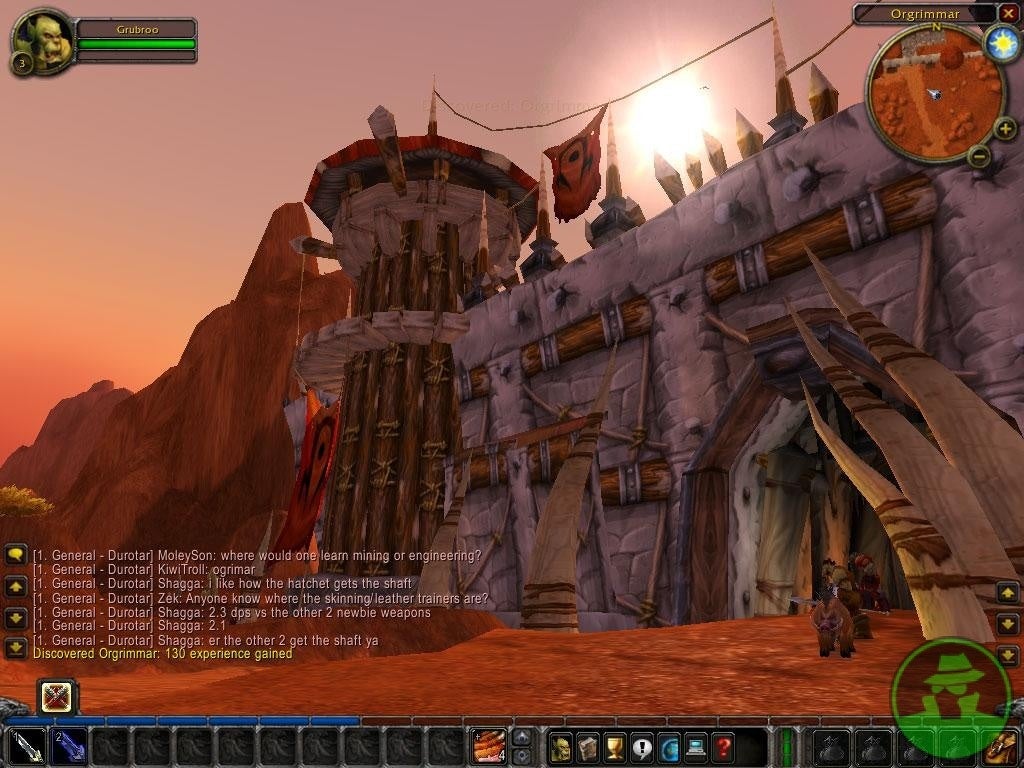 Grubroo
3
Orgrimmar
N
Discovered: Orgrimmar
[1. General - Durotar] MoleySon: where would one learn mining or engineering?
[1. General - Durotar] KiwiTroll: ogrimar
[1. General - Durotar] Shagga: i like how the hatchet gets the shaft
[1. General - Durotar] Zèk: Anyone know where the skinning/leather trainers are?
[1. General - Durotar] Shagga: 2.3 dps vs the other 2 newbie weapons
[1. General - Durotar] Shagga: 2.1
[1. General - Durotar] Shagga: er the other 2 get the shaft ya
Discovered Orgrimmar: 130 experience gained
1
2
4